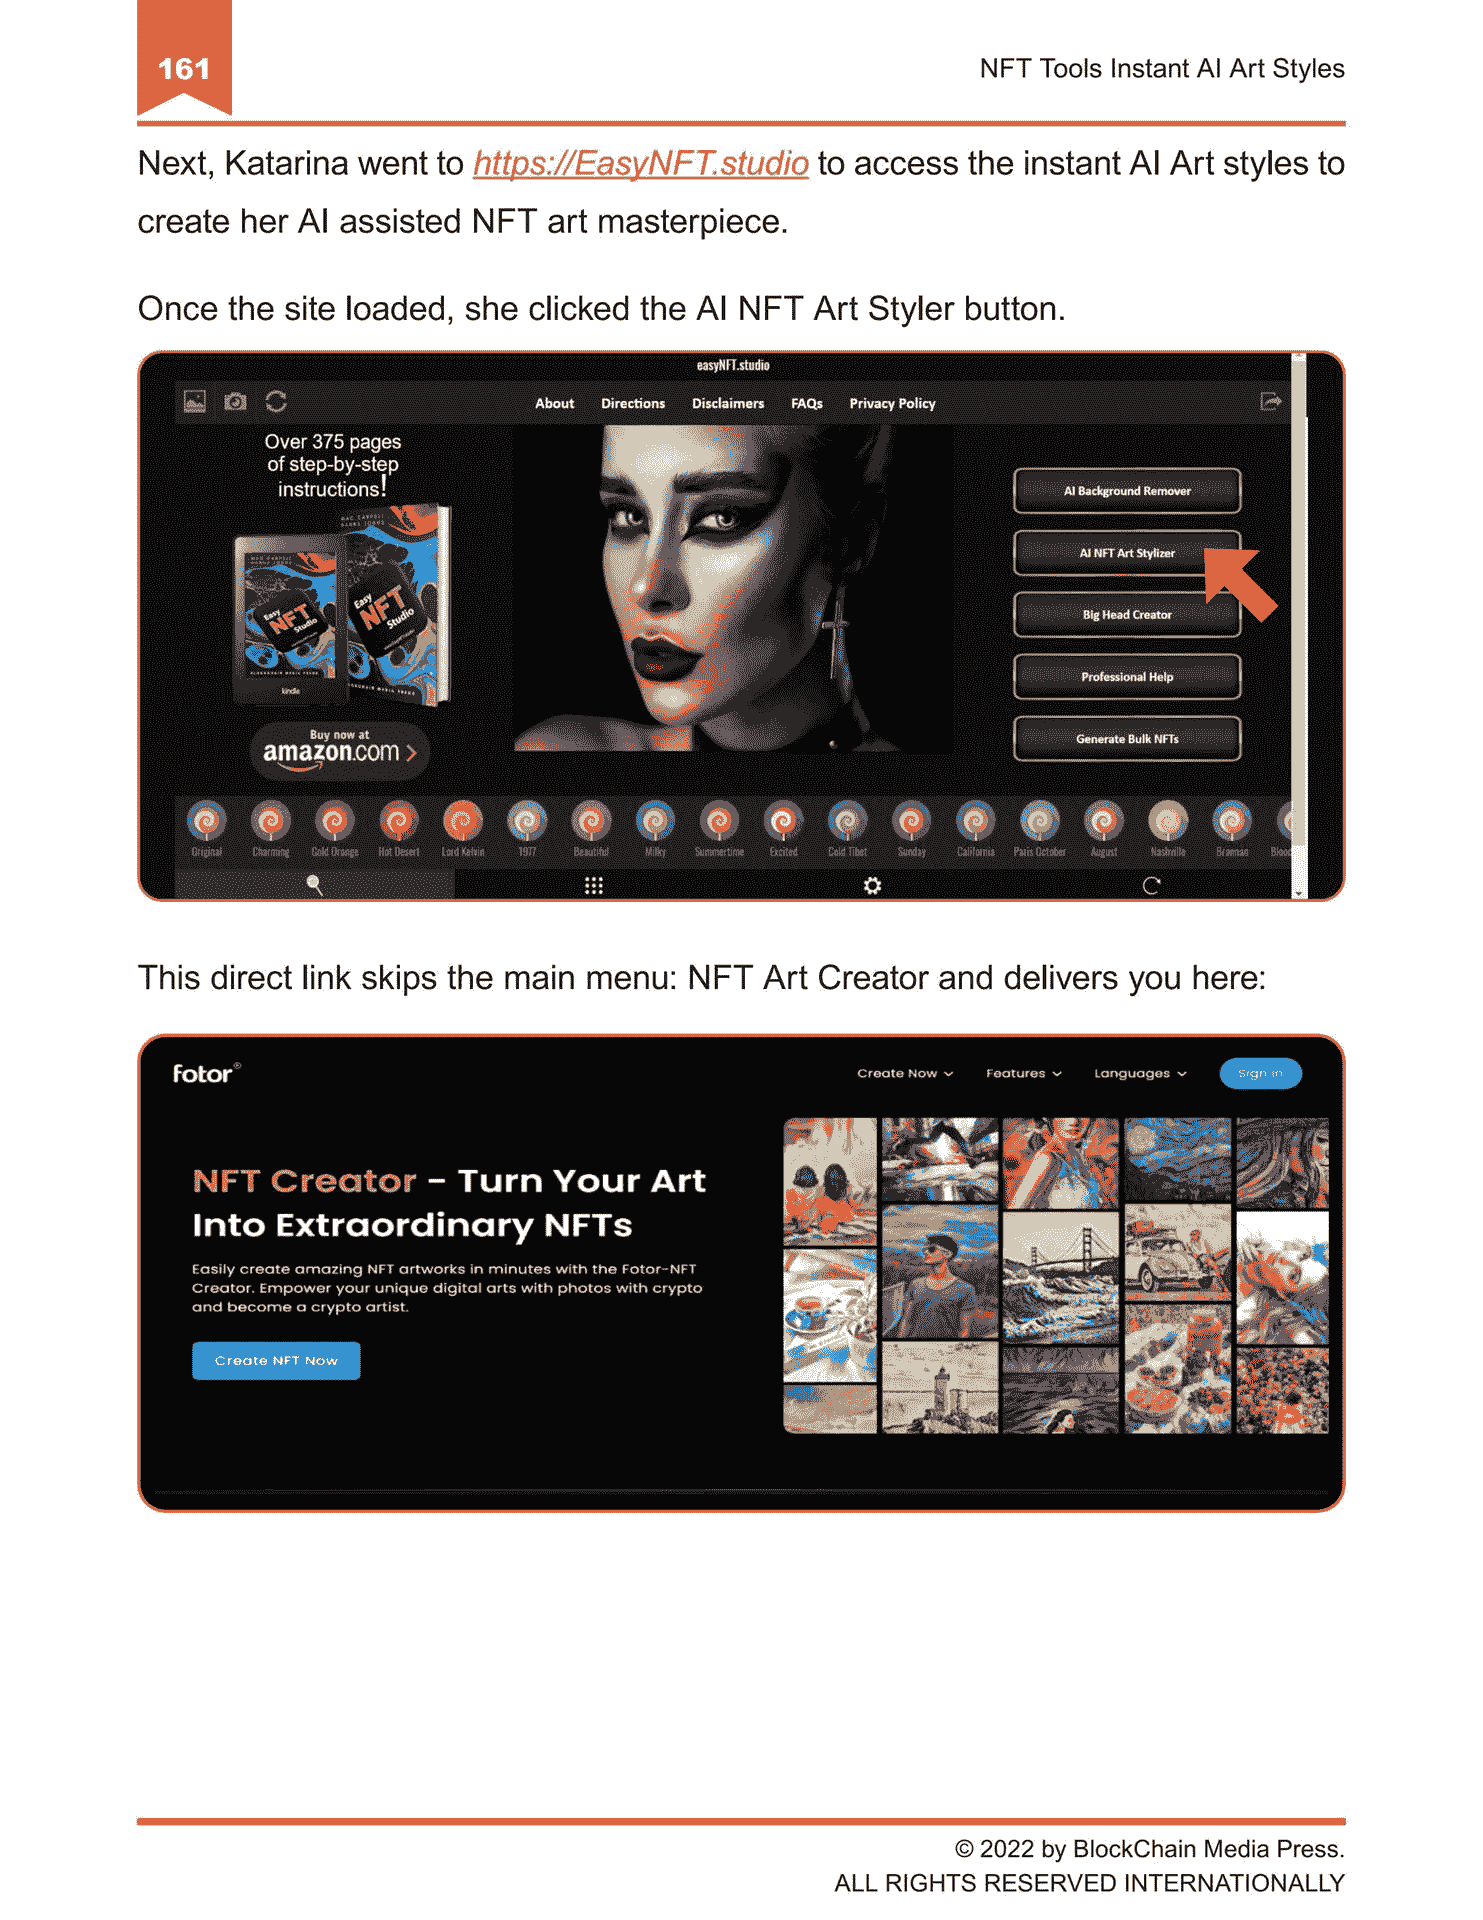 161
NFT Tools Instant AI Art Styles
Next, Katarina went to https://EasyNFT.studio to access the instant AI Art styles to
create her AI assisted NFT art masterpiece.
Once the site loaded, she clicked the AI NFT Art Styler button.
easyNFT.studio
About Directions Disclaimers FAQs Privacy Policy
Over 375 pages
of step-by-step
instructions!
Easy
NFT
Studio
Easy
NFT
Studio
kindle
Buy now at
amazon.com >
AI Background Remover
AI NFT Art Stylizer
Big Head Creator
Professional Help
Generate Bulk NFTs
Original Charming Gold Orange Hot Desert Lord Kelvin 1977 Beautiful Milky Summertime Excited Cold Tibet Sunday California Paris October August Nashville Brannan Blood
This direct link skips the main menu: NFT Art Creator and delivers you here:
fotor®
Create Now Features Languages Sign in
NFT Creator – Turn Your Art
Into Extraordinary NFTs
Easily create amazing NFT artworks in minutes with the Fotor-NFT
Creator. Empower your unique digital arts with photos with crypto
and become a crypto artist.
Create NFT Now
© 2022 by BlockChain Media Press.
ALL RIGHTS RESERVED INTERNATIONALLY